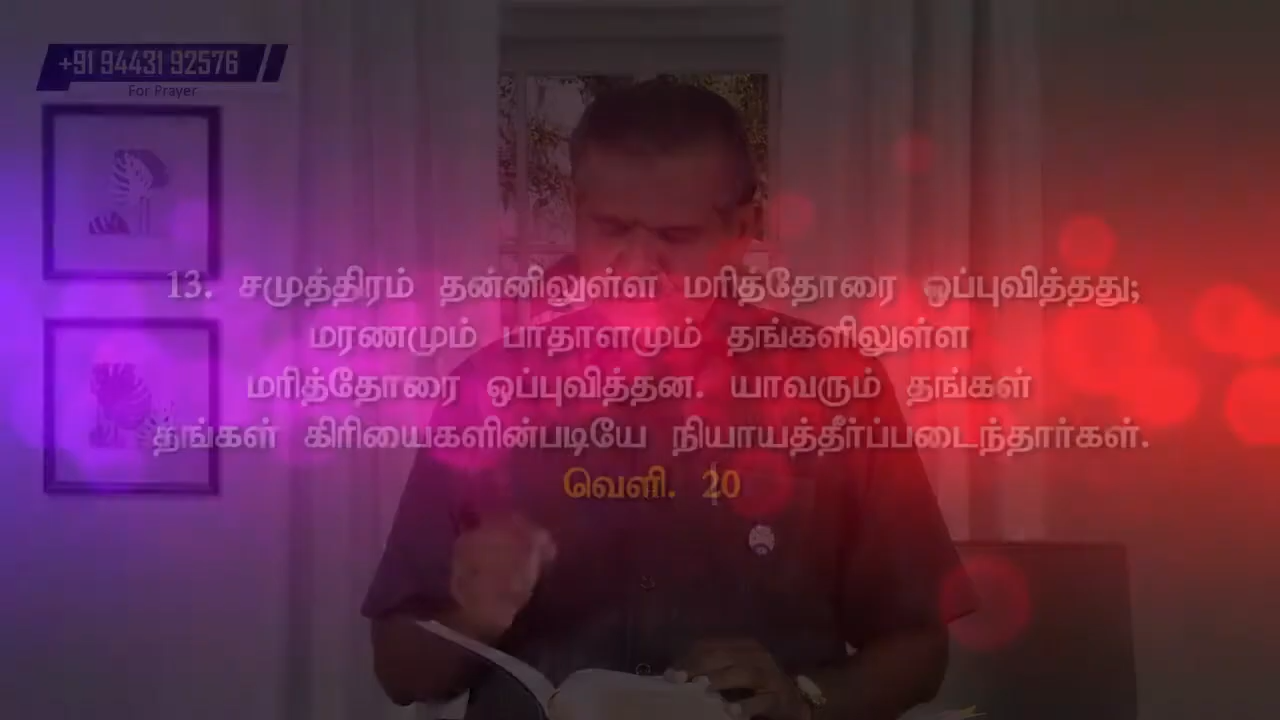 +91 94431 92576
For Prayer
13. சமுத்திரம் தன்னிலுள்ள மரித்தோரை ஒப்புவித்தது;
மரணமும் பாதாளமும் தங்களிலுள்ள
மரித்தோரை ஒப்புவித்தன. யாவரும் தங்கள்
தங்கள் கிரியைகளின்படியே நியாயத்தீர்ப்படைந்தார்கள்.
வெளி. 20